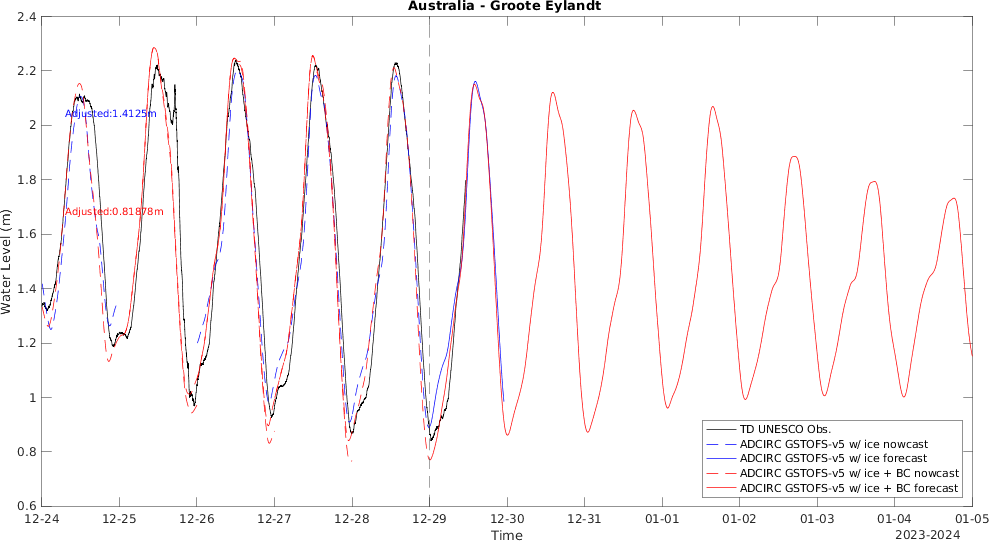 Australia - Groote Eylandt
2.4
2.2
2
1.8
1.6
1.4
1.2
1
0.8
0.6
Water Level (m)
Adjusted:1.4125m
Adjusted:0.81878m
TD UNESCO Obs.
ADCIRC GSTOFS-v5 w/ ice nowcast
ADCIRC GSTOFS-v5 w/ ice forecast
ADCIRC GSTOFS-v5 w/ ice + BC nowcast
ADCIRC GSTOFS-v5 w/ ice + BC forecast
12-24 12-25 12-26 12-27 12-28 12-29 12-30 12-31 01-01 01-02 01-03 01-04 01-05
Time
2023-2024